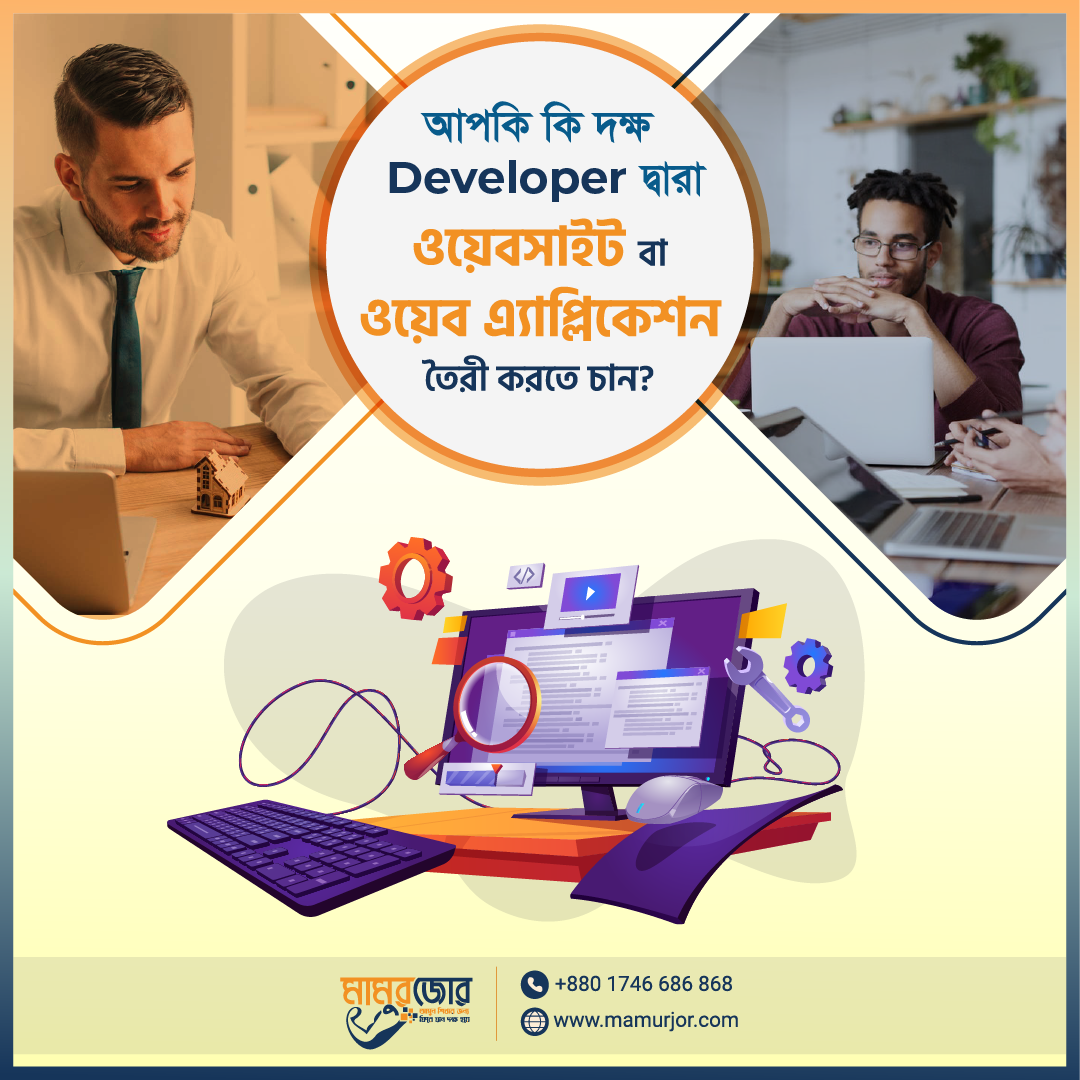 আপকি কি দক্ষ
Developer দ্বারা
ওয়েবসাইট বা
ওয়েব এ্যাপ্লিকেশন
তৈরী করতে চান?
</>
মামুরজোর
+880 1746 686 868
www.mamurjor.com